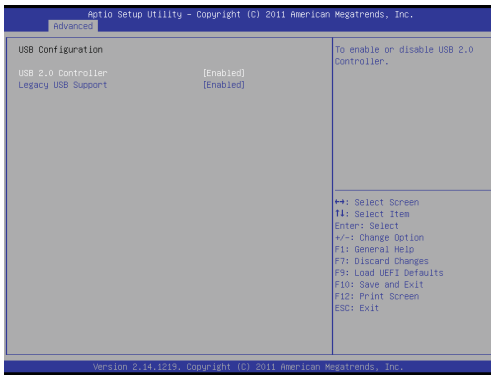 Aptio Setup Utility – Copyright (C) 2011 American Megatrends, Inc.
Advanced
USB Configuration
USB 2.0 Controller [Enabled]
Legacy USB Support [Enabled]
To enable or disable USB 2.0
Controller.
←→: Select Screen
↑↓: Select Item
Enter: Select
+/-: Change Option
F1: General Help
F7: Discard Changes
F9: Load UEFI Defaults
F10: Save and Exit
F12: Print Screen
ESC: Exit
Version 2.14.1219. Copyright (C) 2011 American Megatrends, Inc.